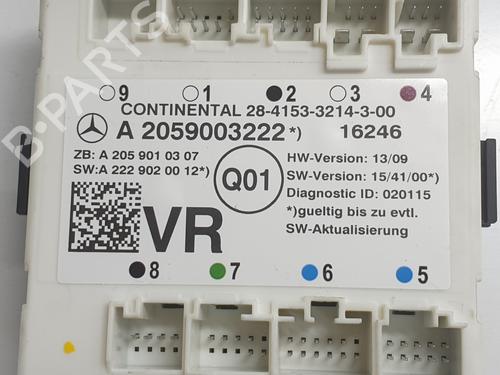 B-PARTS
9 1 2 3 4
CONTINENTAL 28-4153-3214-3-00
A 2059003222*) 16246
ZB: A 205 901 03 07
SW:A 222 902 00 12*)
Q01
HW-Version: 13/09
SW-Version: 15/41/00*)
Diagnostic ID: 020115
*)gueltig bis zu evtl.
SW-Aktualisierung
VR
8 7 6 5